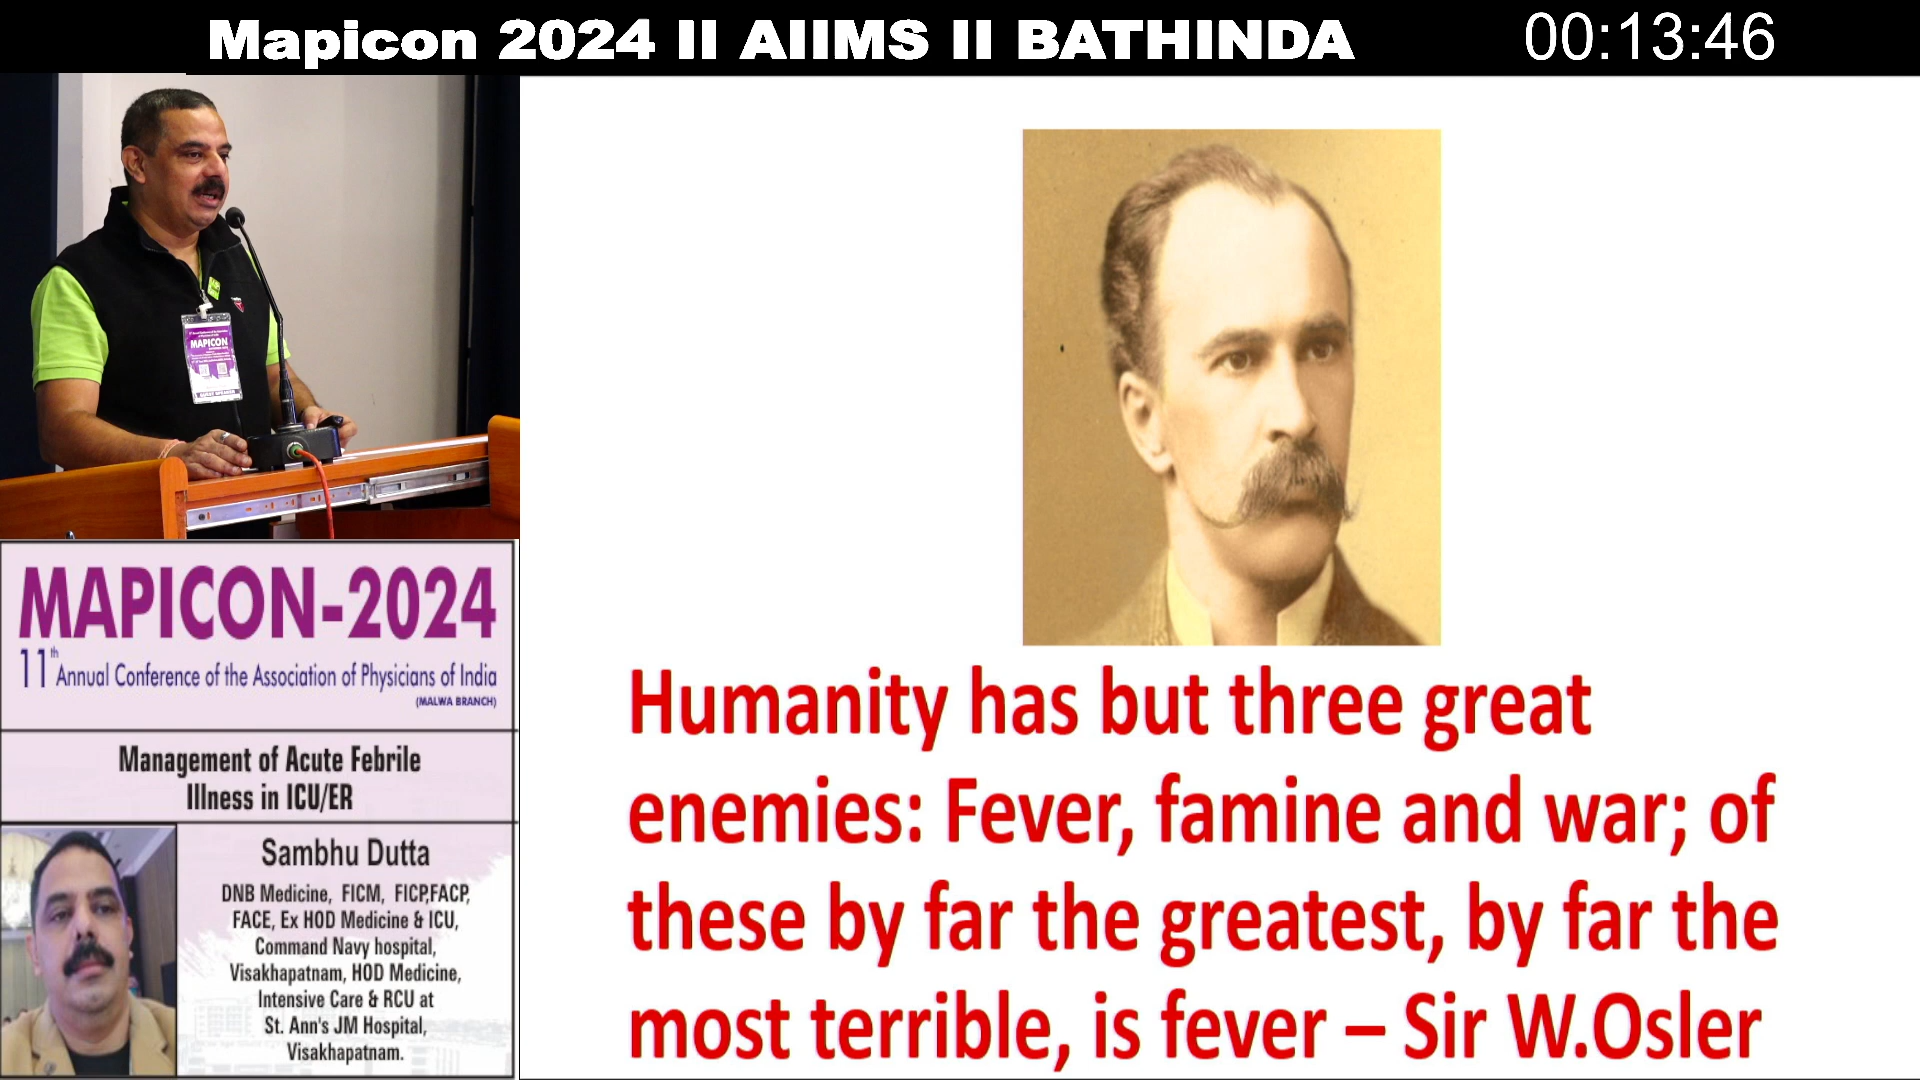 Mapicon 2024 II AIIMS II BATHINDA
00:13:46
MAPICON
MAPICON-2024
11th Annual Conference of the Association of Physicians of India
(MALWA BRANCH)
Management of Acute Febrile
Illness in ICU/ER
Sambhu Dutta
DNB Medicine, FICM, FICP,FACP,
FACE, Ex HOD Medicine & ICU,
Command Navy hospital,
Visakhapatnam, HOD Medicine,
Intensive Care & RCU at
St. Ann's JM Hospital,
Visakhapatnam.
Humanity has but three great
enemies: Fever, famine and war; of
these by far the greatest, by far the
most terrible, is fever – Sir W.Osler